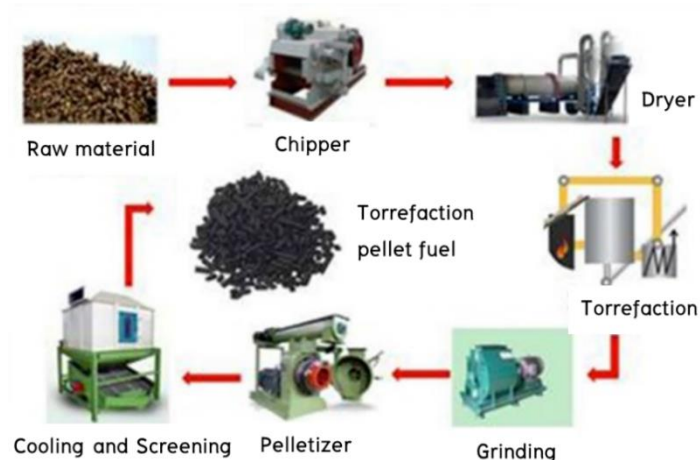 Raw material
Chipper
Dryer
Torrefaction
Grinding
Pelletizer
Cooling and Screening
Torrefaction
pellet fuel